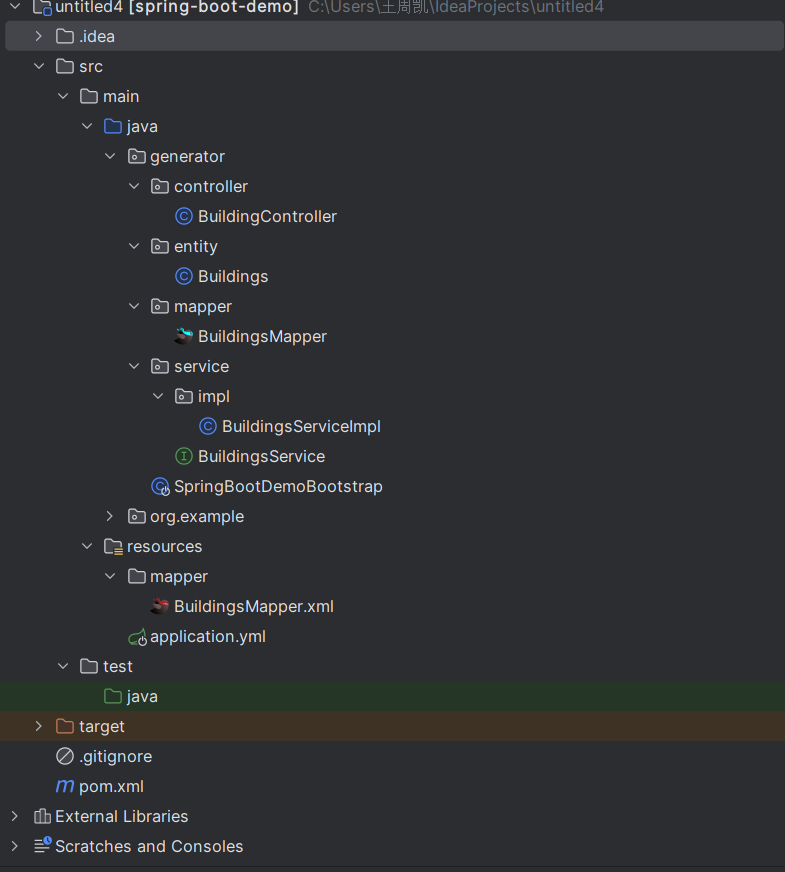 untitled4 [spring-boot-demo] C:\Users\王周凯\IdeaProjects\untitled4
.idea
src
main
java
generator
controller
BuildingController
entity
Buildings
mapper
BuildingsMapper
service
impl
BuildingsServiceImpl
BuildingsService
SpringBootDemoBootstrap
org.example
resources
mapper
BuildingsMapper.xml
application.yml
test
java
target
.gitignore
pom.xml
External Libraries
Scratches and Consoles